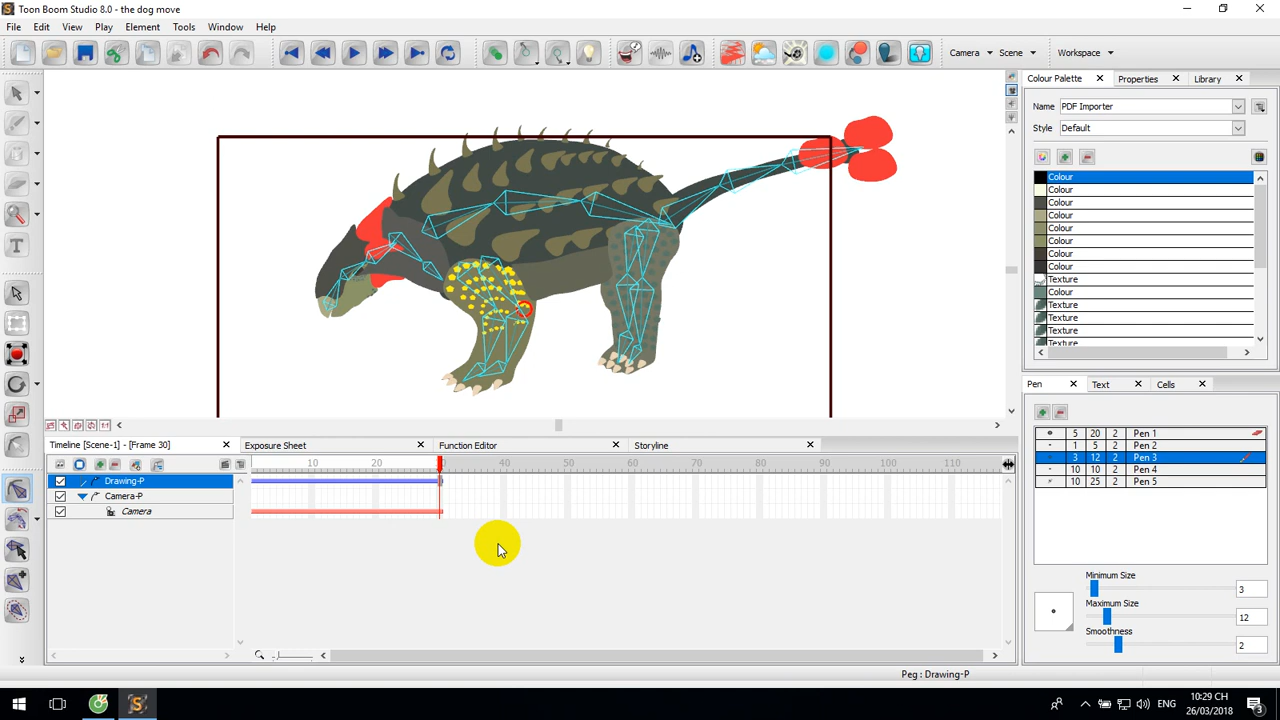 Toon Boom Studio 8.0 - the dog move
File Edit View Play Element Tools Window Help
Camera Scene Workspace
Colour Palette Properties Library
Name PDF Importer
Style Default
Colour
Colour
Colour
Colour
Colour
Colour
Colour
Colour
Texture
Colour
Texture
Texture
Texture
Texture
Pen Text Cells
5 20 2 Pen 1
1 5 2 Pen 2
3 12 2 Pen 3
10 10 2 Pen 4
10 25 2 Pen 5
Minimum Size
3
Maximum Size
12
Smoothness
2
Timeline [Scene-1] - [Frame 30] Exposure Sheet Function Editor Storyline
10 20 40 50 60 70 80 90 100 110
Drawing-P
Camera-P
Camera
Peg : Drawing-P
ENG
10:29 CH
26/03/2018
3